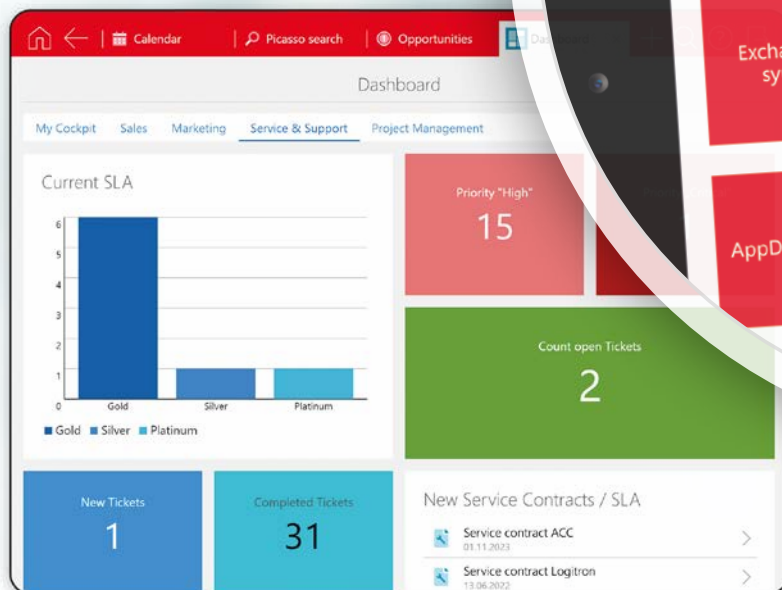 Calendar
Picasso search
Opportunities
Dashboard
My Cockpit
Sales
Marketing
Service & Support
Project Management
Current SLA
6
5
4
3
2
1
0
Gold
Silver
Platinum
Gold
Silver
Platinum
Priority "High"
15
Count open Tickets
2
New Tickets
1
Completed Tickets
31
New Service Contracts / SLA
Service contract ACC
01.11.2023
Service contract Logitron
13.06.2022